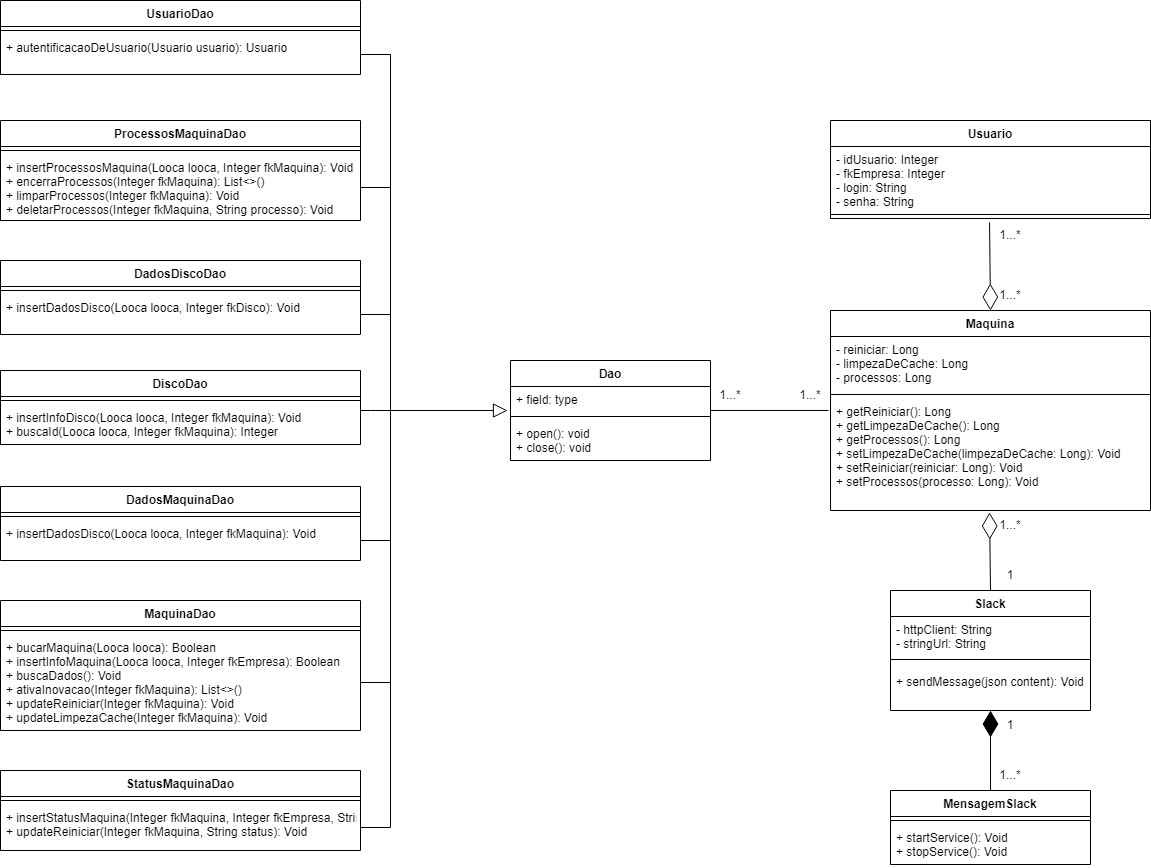 UsuarioDao
+ autentificacaoDeUsuario(Usuario usuario): Usuario
ProcessosMaquinaDao
+ insertProcessosMaquina(Looca looca, Integer fkMaquina): Void
+ encerraProcessos(Integer fkMaquina): List<>()
+ limparProcessos(Integer fkMaquina): Void
+ deletarProcessos(Integer fkMaquina, String processo): Void
DadosDiscoDao
+ insertDadosDisco(Looca looca, Integer fkDisco): Void
DiscoDao
+ insertInfoDisco(Looca looca, Integer fkMaquina): Void
+ buscaId(Looca looca, Integer fkMaquina): Integer
DadosMaquinaDao
+ insertDadosDisco(Looca looca, Integer fkMaquina): Void
MaquinaDao
+ bucarMaquina(Looca looca): Boolean
+ insertInfoMaquina(Looca looca, Integer fkEmpresa): Boolean
+ buscaDados(): Void
+ ativaInovacao(Integer fkMaquina): List<>()
+ updateReiniciar(Integer fkMaquina): Void
+ updateLimpezaCache(Integer fkMaquina): Void
StatusMaquinaDao
+ insertStatusMaquina(Integer fkMaquina, Integer fkEmpresa, Stri
+ updateReiniciar(Integer fkMaquina, String status): Void
Dao
+ field: type
+ open(): void
+ close(): void
1...*
1...*
Usuario
- idUsuario: Integer
- fkEmpresa: Integer
- login: String
- senha: String
1...*
1...*
Maquina
- reiniciar: Long
- limpezaDeCache: Long
- processos: Long
+ getReiniciar(): Long
+ getLimpezaDeCache(): Long
+ getProcessos(): Long
+ setLimpezaDeCache(limpezaDeCache: Long): Void
+ setReiniciar(reiniciar: Long): Void
+ setProcessos(processo: Long): Void
1...*
1
Slack
- httpClient: String
- stringUrl: String
+ sendMessage(json content): Void
1
1...*
MensagemSlack
+ startService(): Void
+ stopService(): Void